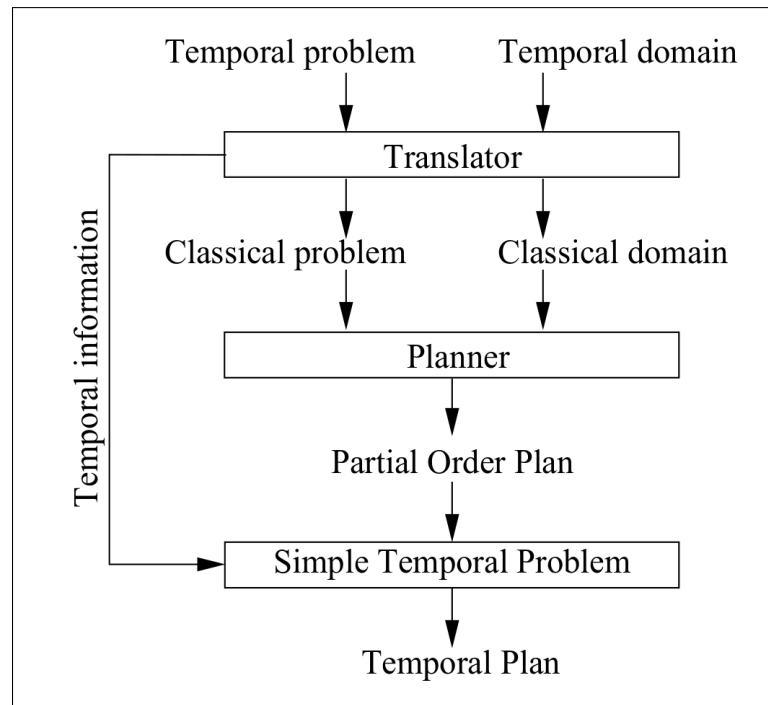 Temporal problem
Temporal domain
Translator
Classical problem
Classical domain
Temporal information
Planner
Partial Order Plan
Simple Temporal Problem
Temporal Plan